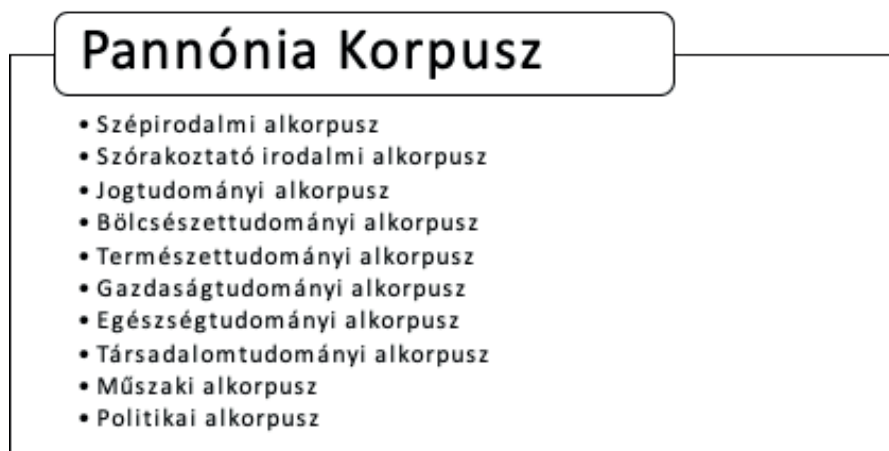 Pannónia Korpusz
• Szépirodalmi alkorpusz
• Szórakoztató irodalmi alkorpusz
• Jogtudományi alkorpusz
• Bölcsészettudományi alkorpusz
• Természettudományi alkorpusz
• Gazdaságtudományi alkorpusz
• Egészségtudományi alkorpusz
• Társadalomtudományi alkorpusz
• Műszaki alkorpusz
• Politikai alkorpusz